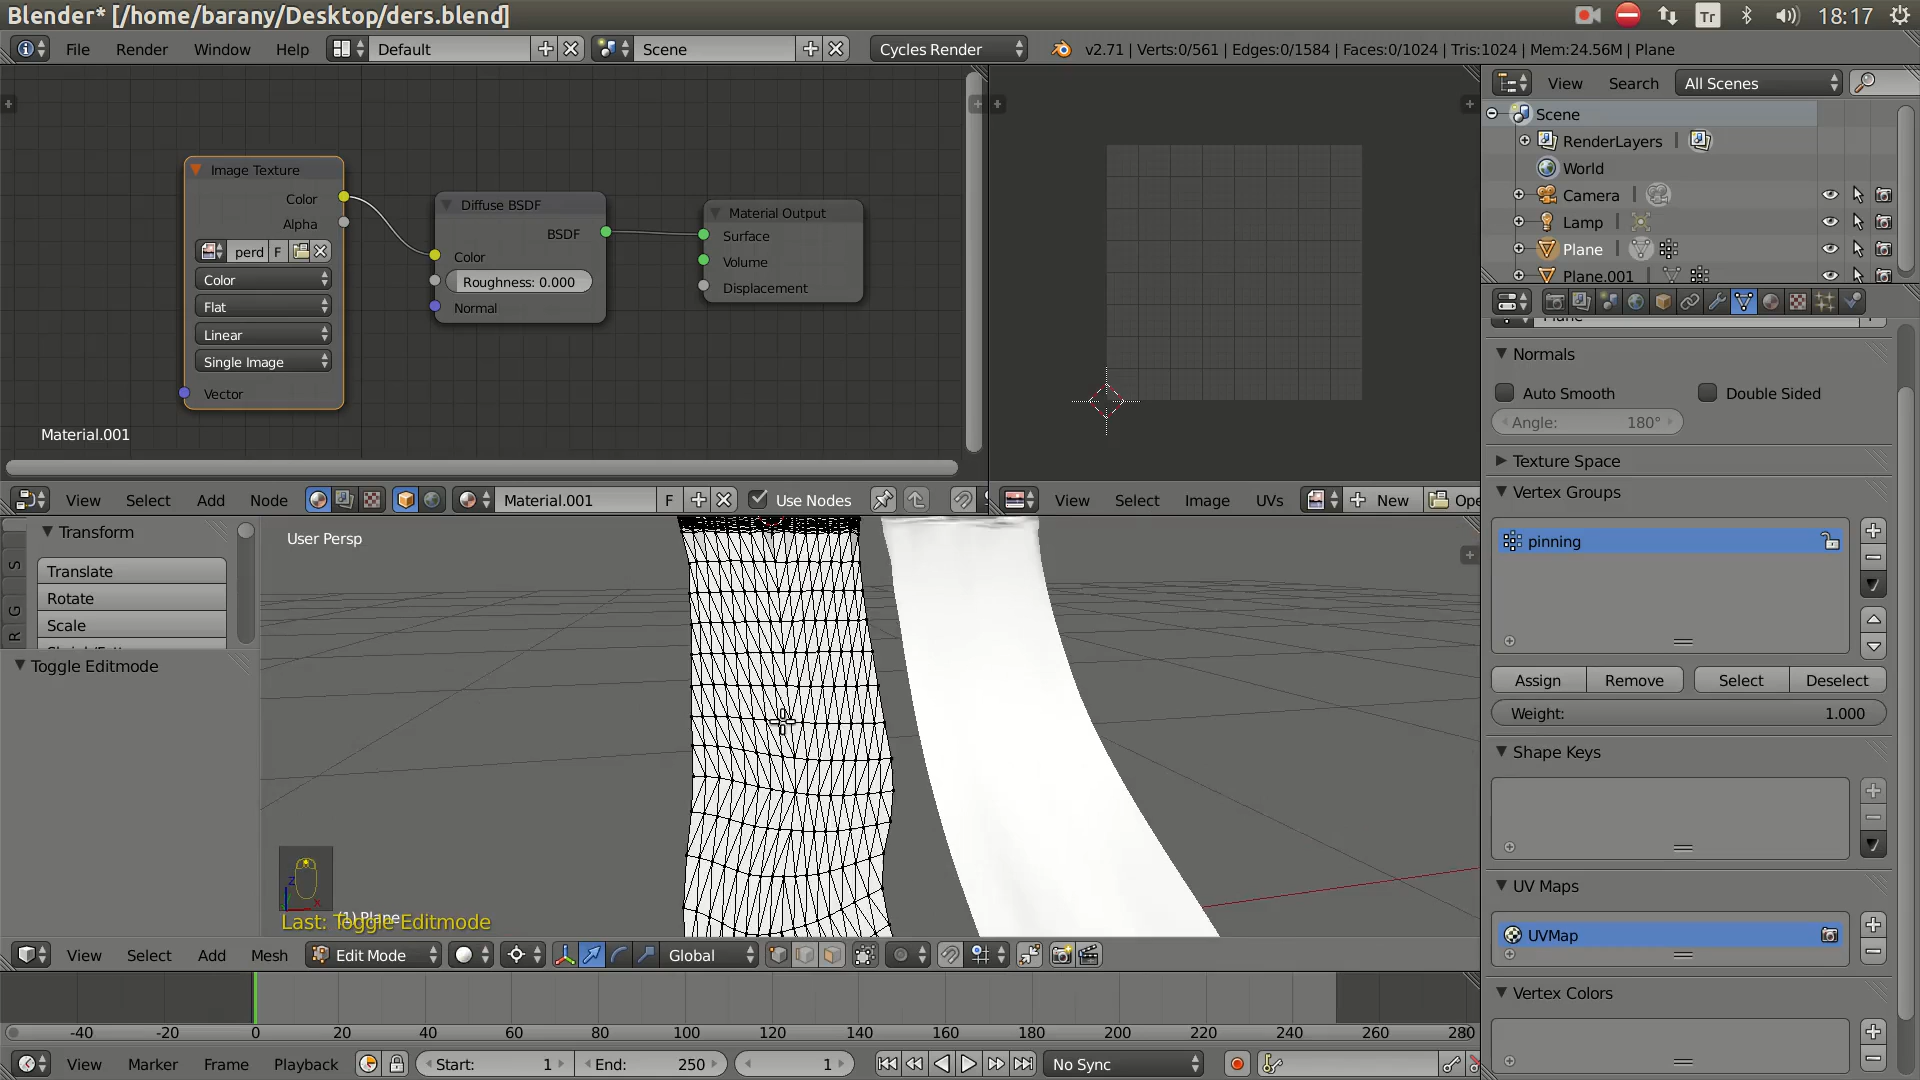 Blender* [/home/barany/Desktop/ders.blend]
Tr
18:17
File Render Window Help
Default
Scene
Cycles Render
v2.71 | Verts:0/561 | Edges:0/1584 | Faces:0/1024 | Tris:1024 | Mem:24.56M | Plane
Image Texture
Color
Alpha
perd F
Color
Flat
Linear
Single Image
Vector
Diffuse BSDF
BSDF
Color
Roughness: 0.000
Normal
Material Output
Surface
Volume
Displacement
Material.001
View Select Add Node
Material.001 F
Use Nodes
View Select Image UVs
New
Ope
View Search All Scenes
Scene
RenderLayers
World
Camera
Lamp
Plane
Plane.001
Plane
F
Normals
Auto Smooth
Double Sided
Angle: 180°
Texture Space
Vertex Groups
pinning
Assign Remove Select Deselect
Weight: 1.000
Shape Keys
UV Maps
UVMap
Vertex Colors
Transform
Translate
Rotate
Scale
S
G
R
Toggle Editmode
User Persp
Z
X
(1) Plane
Last: Toggle Editmode
View Select Add Mesh
Edit Mode
Global
-40 -20 0 20 40 60 80 100 120 140 160 180 200 220 240 260 280
View Marker Frame Playback
Start: 1
End: 250
1
No Sync